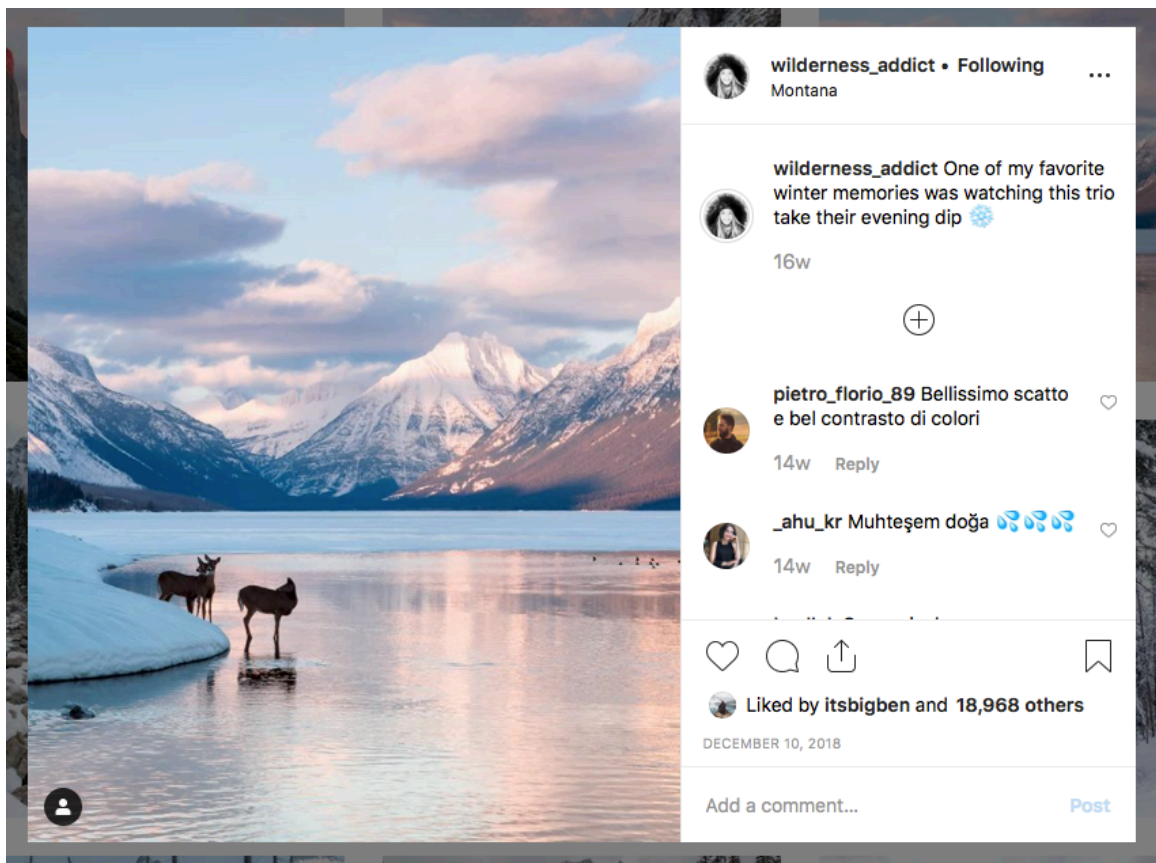 wilderness_addict • Following
Montana
wilderness_addict One of my favorite
winter memories was watching this trio
take their evening dip ❄️
16w
pietro_florio_89 Bellissimo scatto
e bel contrasto di colori
14w Reply
_ahu_kr Muhteşem doğa 💦💦💦
14w Reply
Liked by itsbigben and 18,968 others
DECEMBER 10, 2018
Add a comment... Post